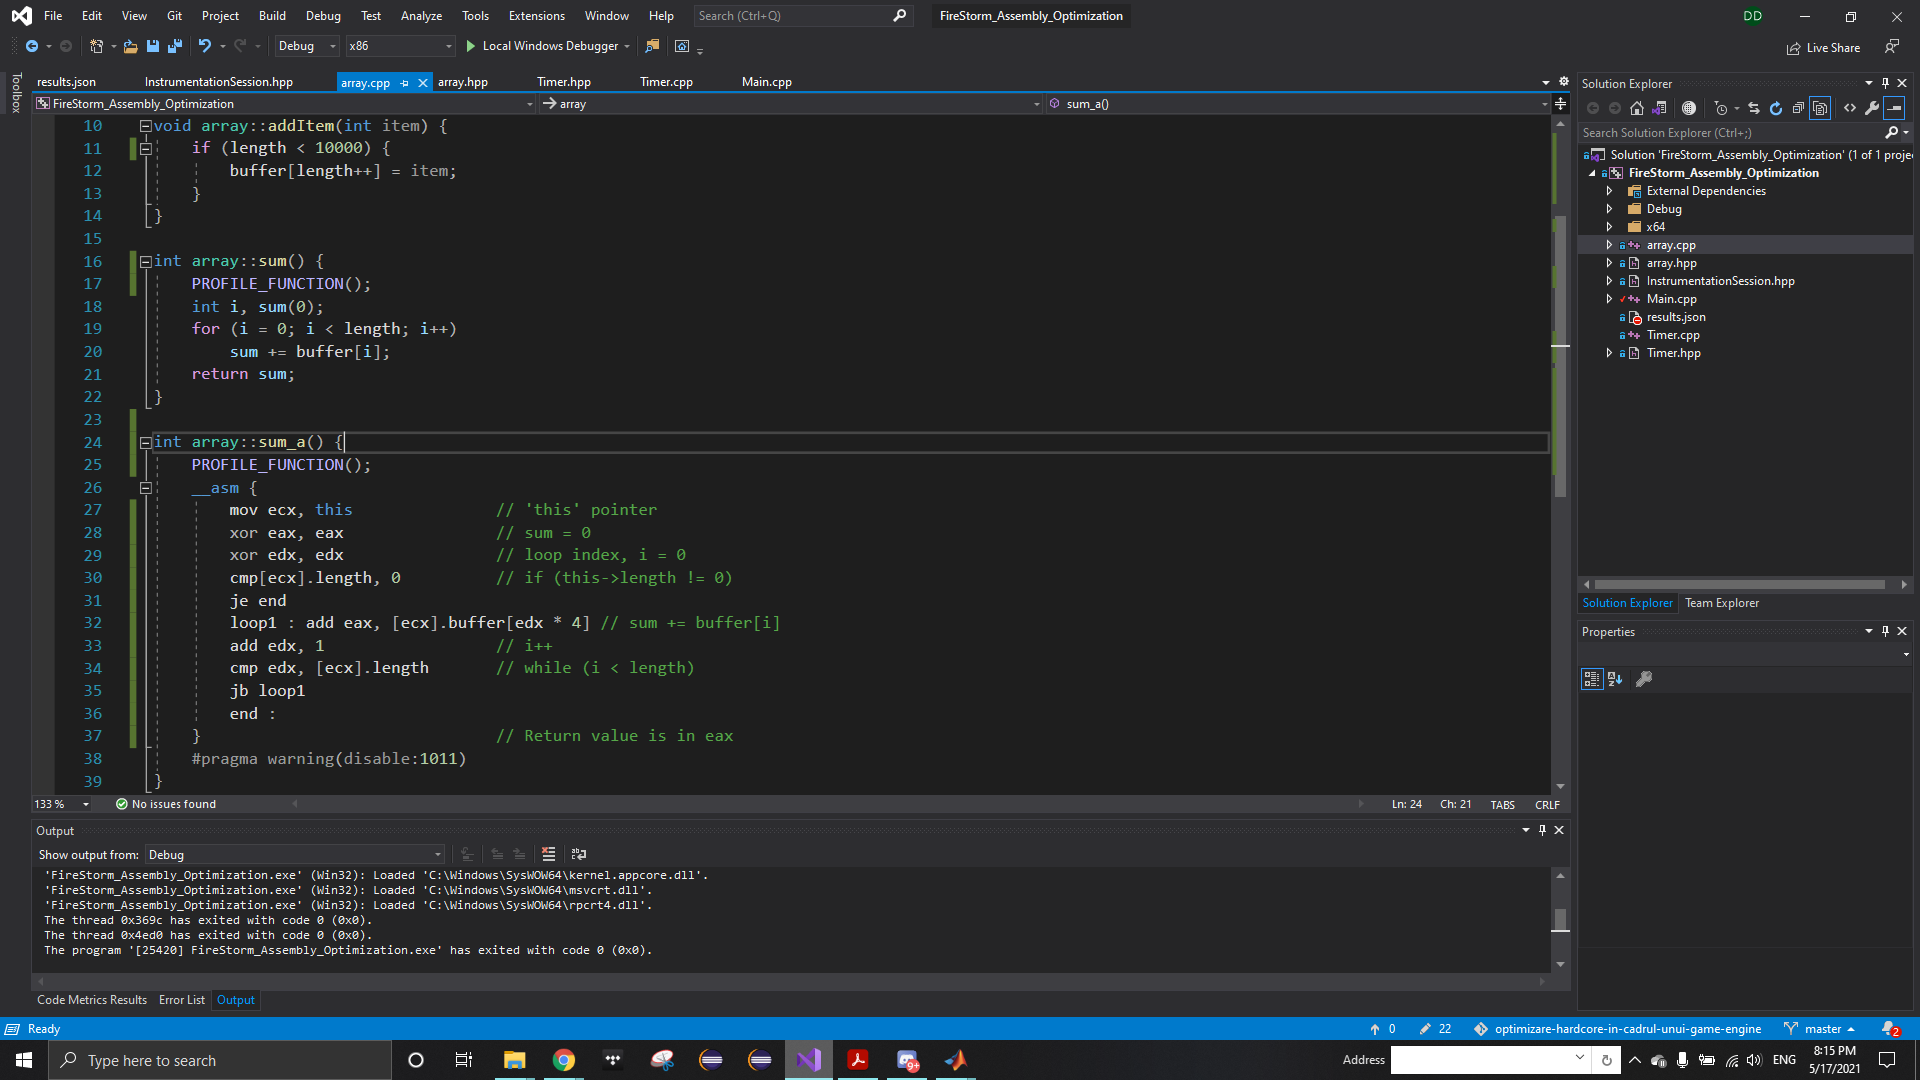 File Edit View Git Project Build Debug Test Analyze Tools Extensions Window Help Search (Ctrl+Q) FireStorm_Assembly_Optimization DD
Debug x86 Local Windows Debugger Live Share
Toolbox
results.json InstrumentationSession.hpp array.cpp array.hpp Timer.hpp Timer.cpp Main.cpp
FireStorm_Assembly_Optimization array sum_a()
10 void array::addItem(int item) {
11 if (length < 10000) {
12 buffer[length++] = item;
13 }
14 }
15
16 int array::sum() {
17 PROFILE_FUNCTION();
18 int i, sum(0);
19 for (i = 0; i < length; i++)
20 sum += buffer[i];
21 return sum;
22 }
23
24 int array::sum_a() {
25 PROFILE_FUNCTION();
26 __asm {
27 mov ecx, this // 'this' pointer
28 xor eax, eax // sum = 0
29 xor edx, edx // loop index, i = 0
30 cmp[ecx].length, 0 // if (this->length != 0)
31 je end
32 loop1 : add eax, [ecx].buffer[edx * 4] // sum += buffer[i]
33 add edx, 1 // i++
34 cmp edx, [ecx].length // while (i < length)
35 jb loop1
36 end :
37 } // Return value is in eax
38 #pragma warning(disable:1011)
39 }
133 % No issues found Ln: 24 Ch: 21 TABS CRLF
Output
Show output from: Debug
'FireStorm_Assembly_Optimization.exe' (Win32): Loaded 'C:\Windows\SysWOW64\kernel.appcore.dll'.
'FireStorm_Assembly_Optimization.exe' (Win32): Loaded 'C:\Windows\SysWOW64\msvcrt.dll'.
'FireStorm_Assembly_Optimization.exe' (Win32): Loaded 'C:\Windows\SysWOW64\rpcrt4.dll'.
The thread 0x369c has exited with code 0 (0x0).
The thread 0x4ed0 has exited with code 0 (0x0).
The program '[25420] FireStorm_Assembly_Optimization.exe' has exited with code 0 (0x0).
Code Metrics Results Error List Output
Solution Explorer
Search Solution Explorer (Ctrl+;)
Solution 'FireStorm_Assembly_Optimization' (1 of 1 proje
FireStorm_Assembly_Optimization
External Dependencies
Debug
x64
array.cpp
array.hpp
InstrumentationSession.hpp
Main.cpp
results.json
Timer.cpp
Timer.hpp
Solution Explorer Team Explorer
Properties
Ready 0 22 optimizare-hardcore-in-cadrul-unui-game-engine master 2
Type here to search 9+ Address ENG 8:15 PM
5/17/2021